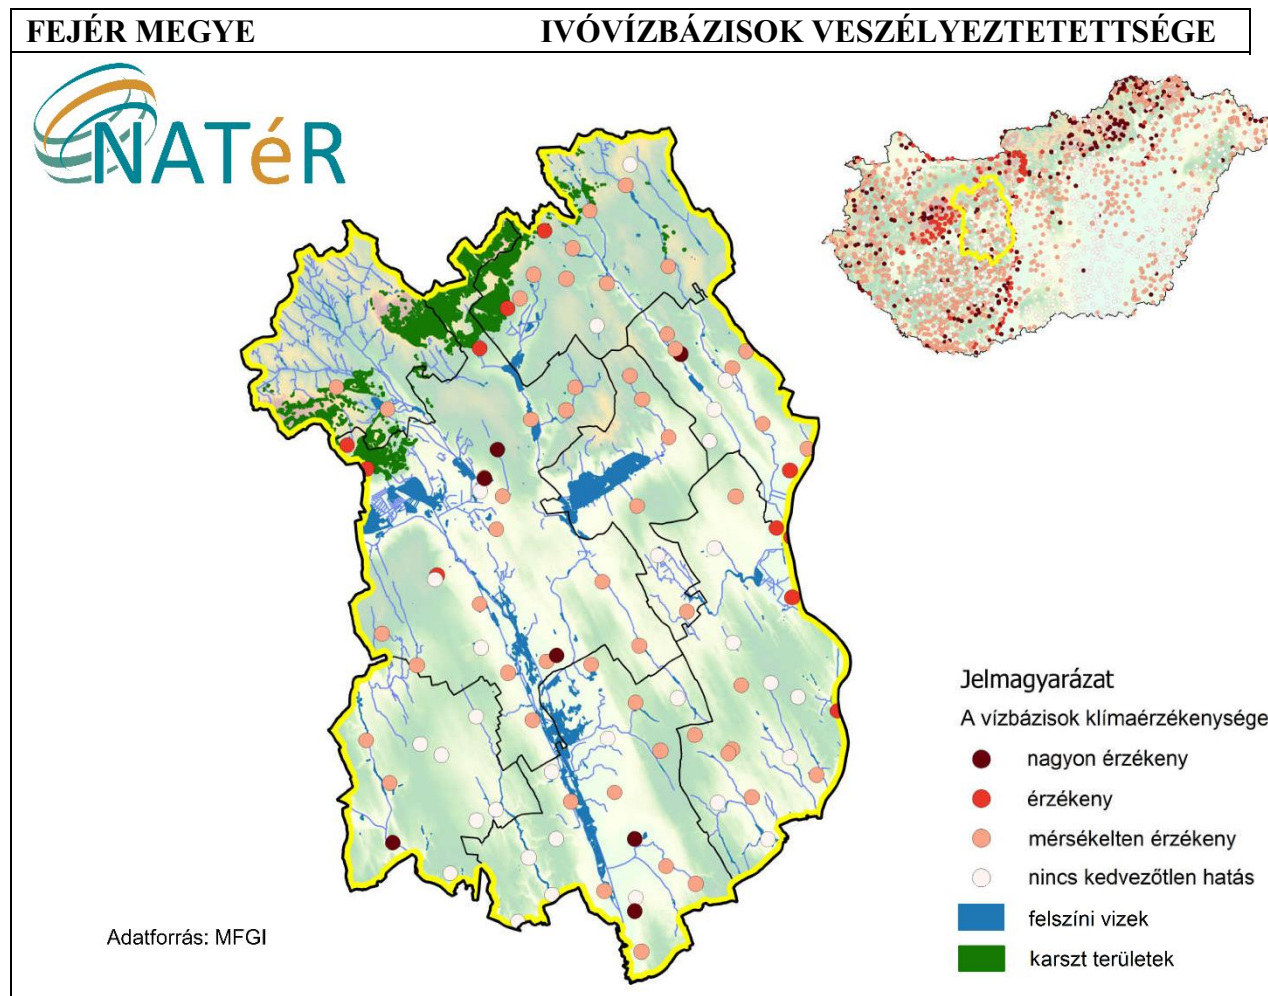 FEJÉR MEGYE IVÓVÍZBÁZISOK VESZÉLYEZTETETTSÉGE
NATéR
Jelmagyarázat
A vízbázisok klímaérzékenysége
nagyon érzékeny
érzékeny
mérsékelten érzékeny
nincs kedvezőtlen hatás
felszíni vizek
karszt területek
Adatforrás: MFGI